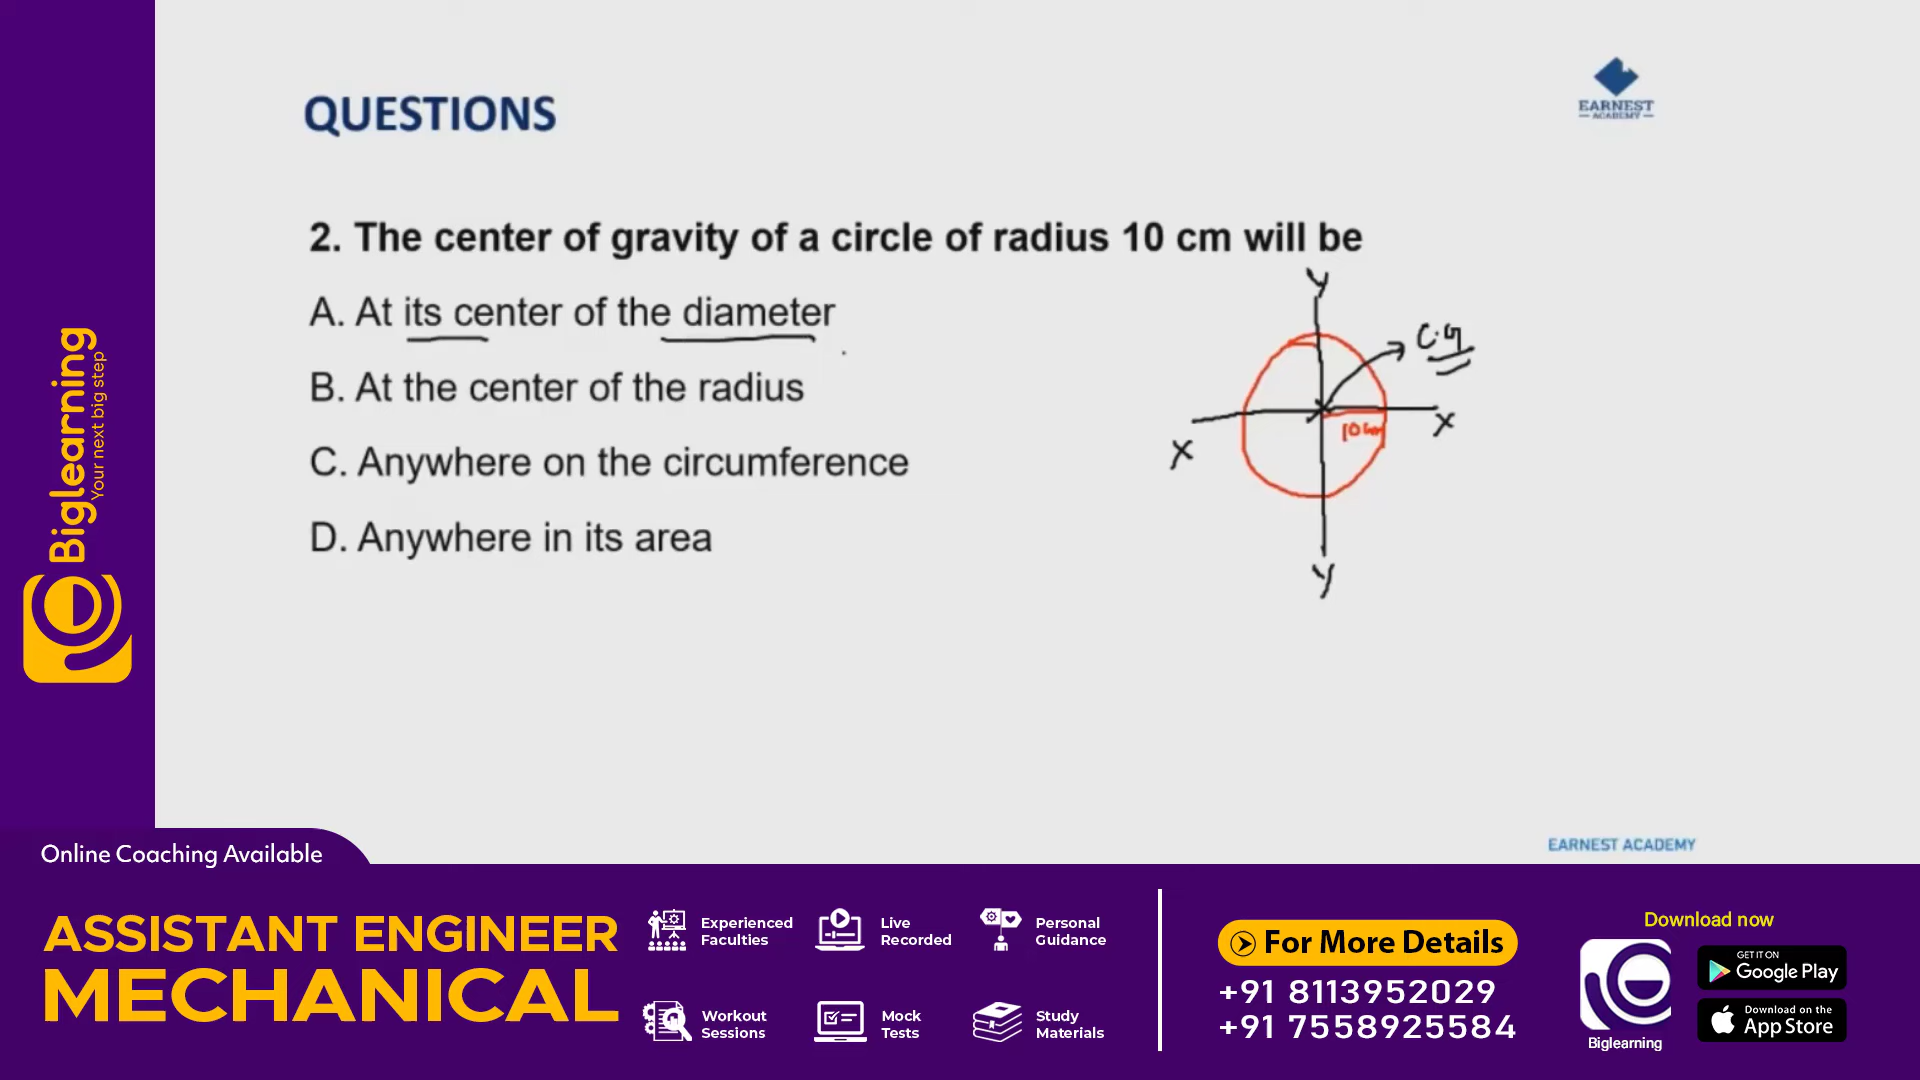 QUESTIONS
EARNEST
ACADEMY
2. The center of gravity of a circle of radius 10 cm will be
A. At its center of the diameter
B. At the center of the radius
C. Anywhere on the circumference
D. Anywhere in its area
Y
C.G
X
X
10 cm
Y
Biglearning
Your next big step
EARNEST ACADEMY
Online Coaching Available
ASSISTANT ENGINEER
MECHANICAL
Experienced
Faculties
Live
Recorded
Personal
Guidance
Workout
Sessions
Mock
Tests
Study
Materials
For More Details
+91 8113952029
+91 7558925584
Download now
Biglearning
GET IT ON
Google Play
Download on the
App Store